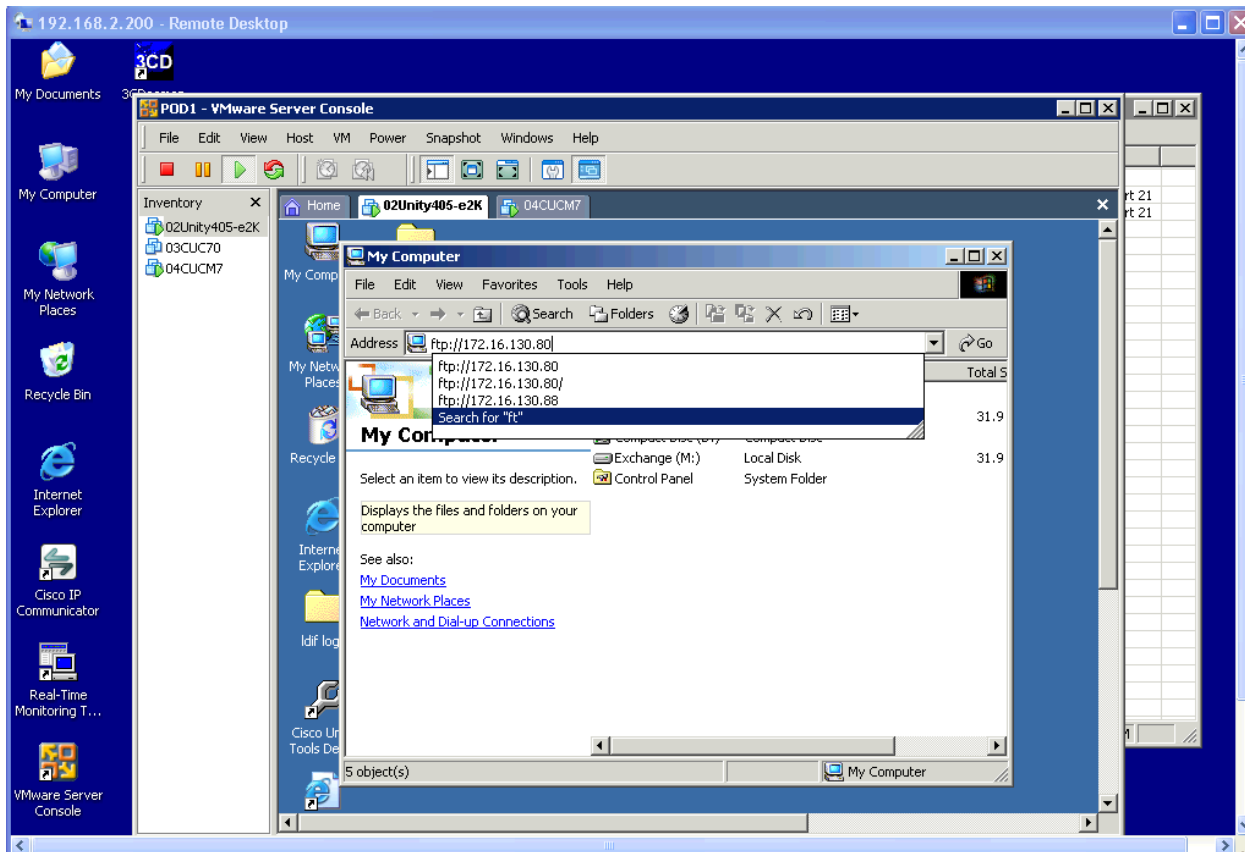 192.168.2.200 - Remote Desktop
3CD
My Documents
POD1 - VMware Server Console
File Edit View Host VM Power Snapshot Windows Help
My Computer
Inventory
Home 02Unity405-e2K 04CUCM7
rt 21
rt 21
02Unity405-e2K
03CUC70
04CUCM7
My Comp
My Computer
File Edit View Favorites Tools Help
Back Search Folders
Address ftp://172.16.130.80 Go
ftp://172.16.130.80
ftp://172.16.130.80/
ftp://172.16.130.88
Search for "ft"
Total S
31.9
My Computer
Compact Disc (D:) Compact Disc
Exchange (M:) Local Disk 31.9
Control Panel System Folder
Select an item to view its description.
Displays the files and folders on your
computer
See also:
My Documents
My Network Places
Network and Dial-up Connections
5 object(s) My Computer
My Netw
Places
Recycle
Interne
Explore
ldif log
Cisco Un
Tools De
My Network
Places
Recycle Bin
Internet
Explorer
Cisco IP
Communicator
Real-Time
Monitoring T...
VMware Server
Console